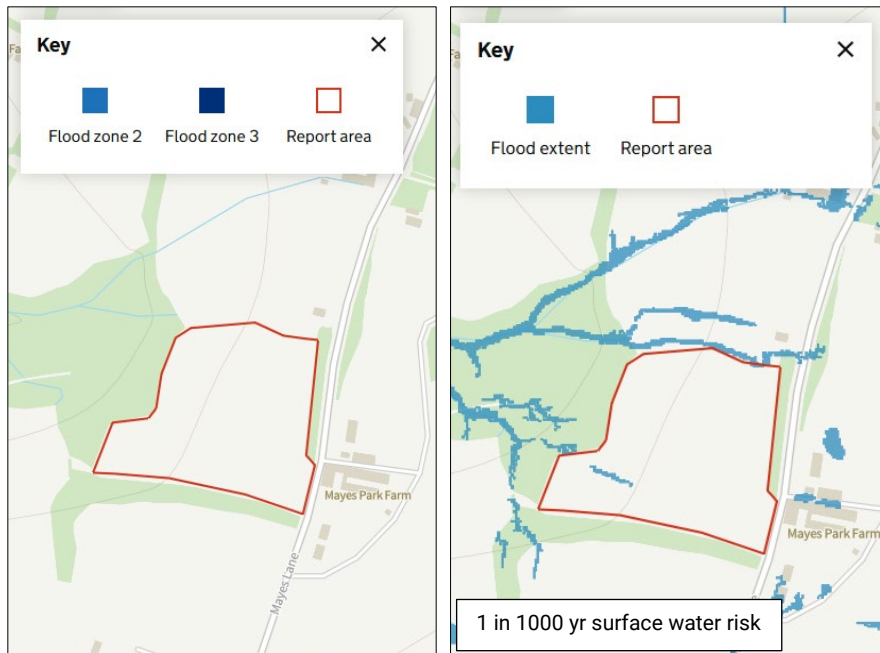 Key
Flood zone 2 Flood zone 3 Report area
Mayes Park Farm
Mayes Lane
Key
Flood extent Report area
Mayes Park Farm
1 in 1000 yr surface water risk